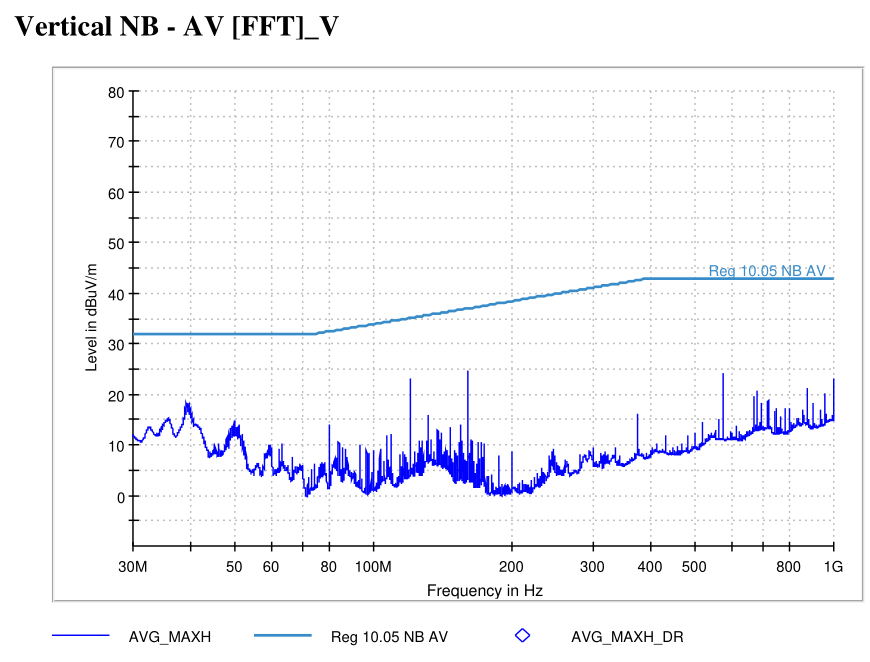 Vertical NB - AV [FFT]_V
80
70
60
50
40
30
20
10
0
Level in dBuV/m
Reg 10.05 NB AV
30M 50 60 80 100M 200 300 400 500 800 1G
Frequency in Hz
AVG_MAXH Reg 10.05 NB AV AVG_MAXH_DR